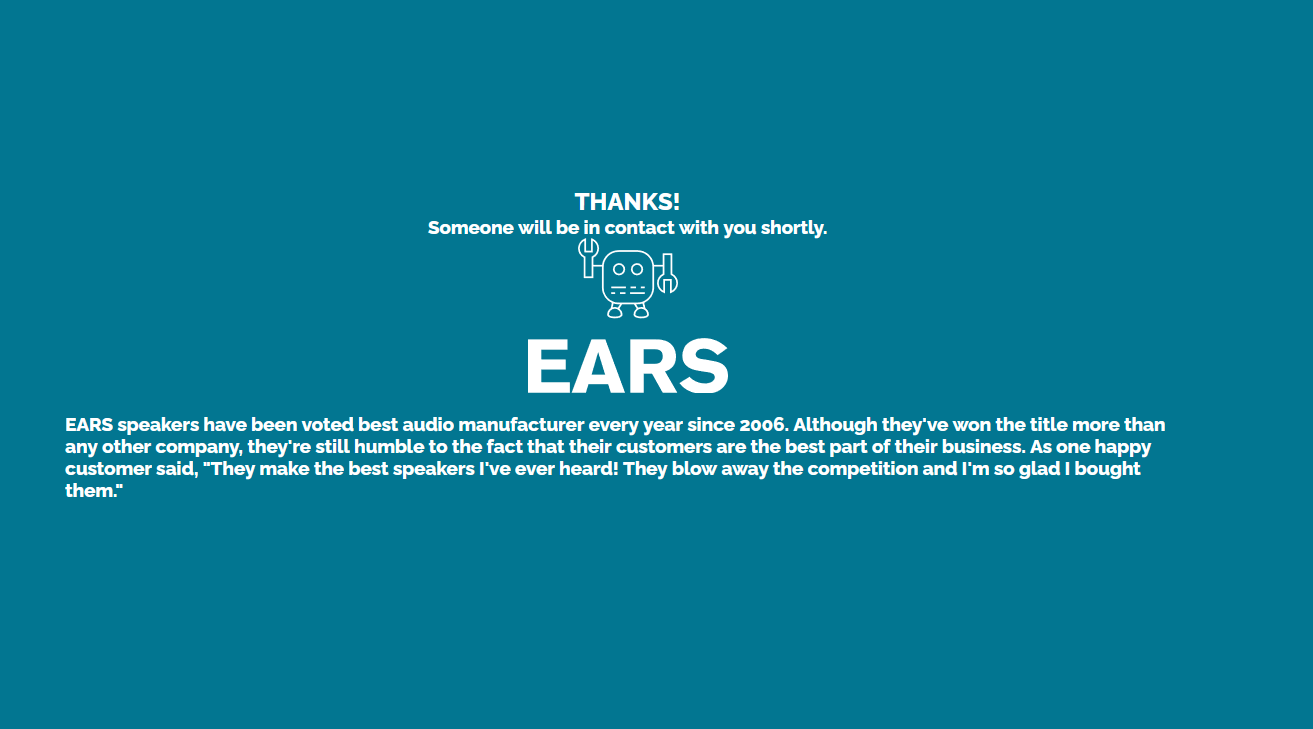 THANKS!
Someone will be in contact with you shortly.
EARS
EARS speakers have been voted best audio manufacturer every year since 2006. Although they've won the title more than
any other company, they're still humble to the fact that their customers are the best part of their business. As one happy
customer said, "They make the best speakers I've ever heard! They blow away the competition and I'm so glad I bought
them."